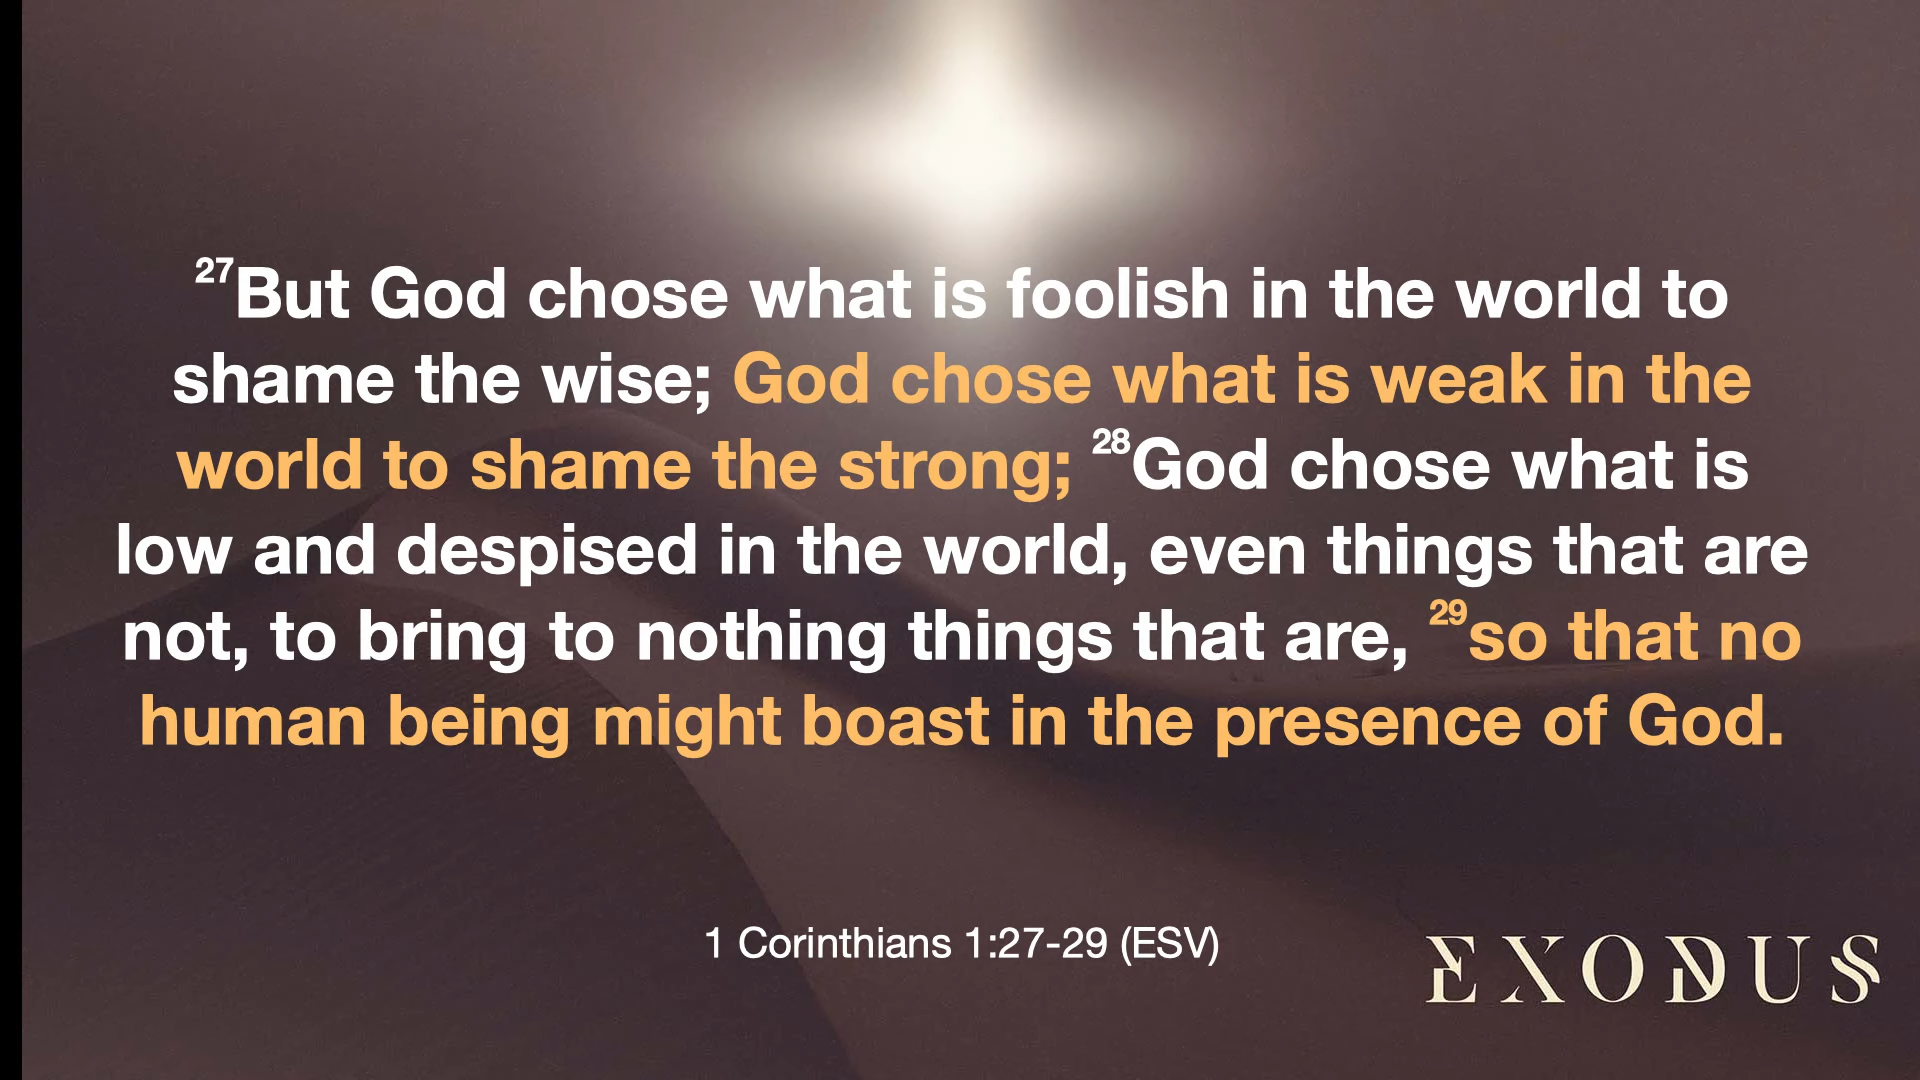 27But God chose what is foolish in the world to
shame the wise; God chose what is weak in the
world to shame the strong; 28God chose what is
low and despised in the world, even things that are
not, to bring to nothing things that are, 29so that no
human being might boast in the presence of God.
1 Corinthians 1:27-29 (ESV)
EXODUS